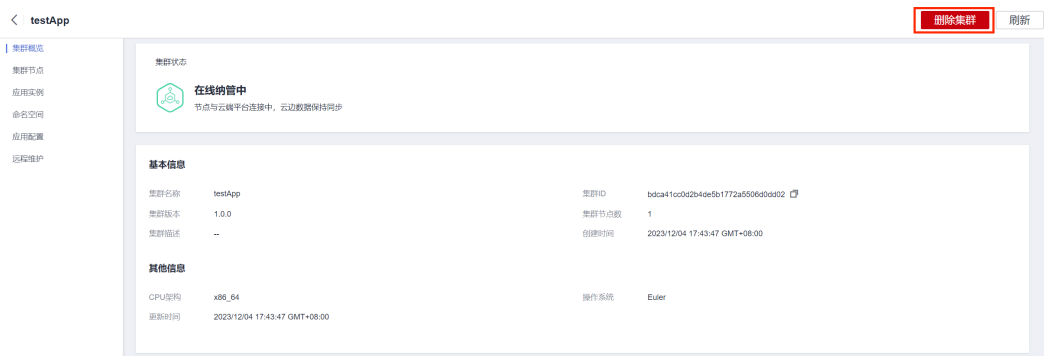 testApp 删除集群 刷新
集群概览
集群节点
应用实例
命名空间
应用配置
远程维护
集群状态
在线纳管中
节点与云端平台连接中，云边数据保持同步
基本信息
集群名称 testApp 集群ID bdca41cc0d2b4de5b1772a5506d0dd02
集群版本 1.0.0 集群节点数 1
集群描述 -- 创建时间 2023/12/04 17:43:47 GMT+08:00
其他信息
CPU架构 x86_64 操作系统 Euler
更新时间 2023/12/04 17:43:47 GMT+08:00